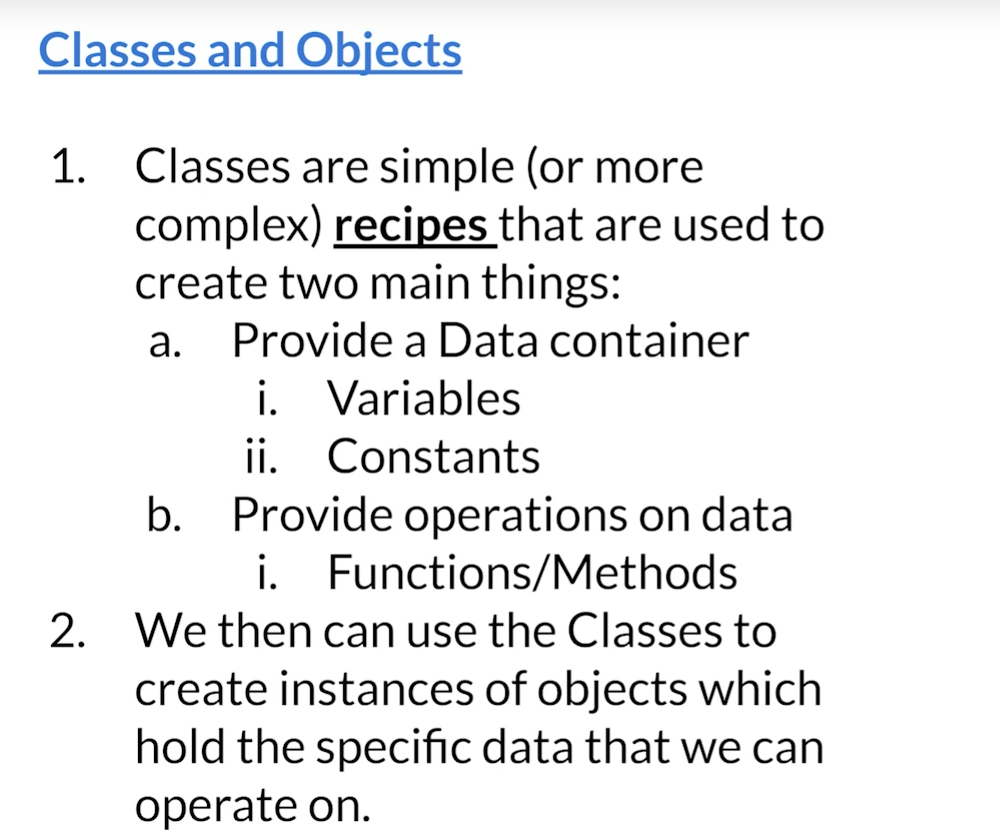 Classes and Objects
1. Classes are simple (or more
complex) recipes that are used to
create two main things:
a. Provide a Data container
i. Variables
ii. Constants
b. Provide operations on data
i. Functions/Methods
2. We then can use the Classes to
create instances of objects which
hold the specific data that we can
operate on.